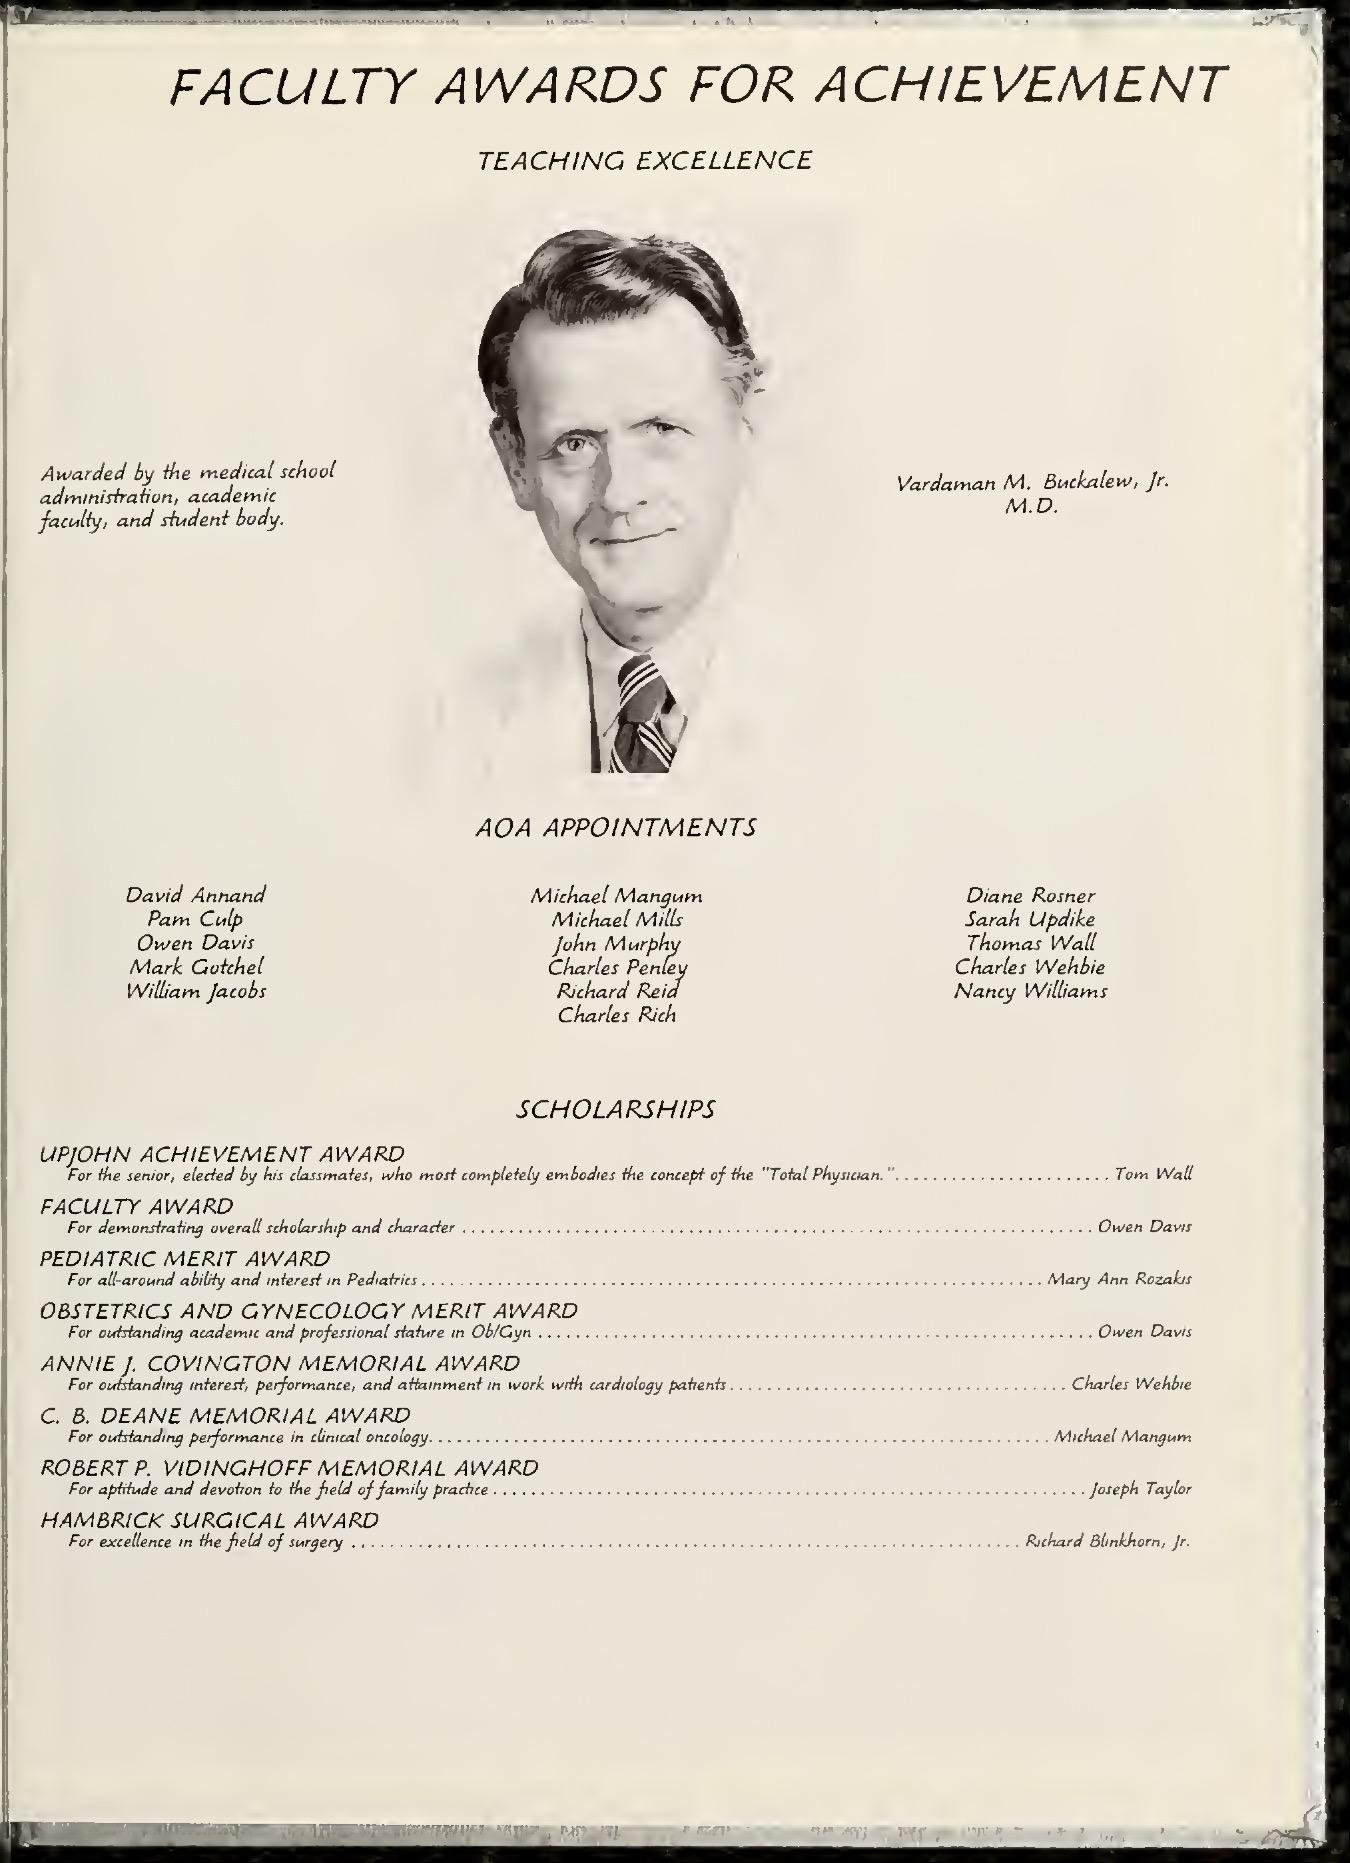 FACULTY AWARDS FOR ACHIEVEMENT
TEACHING EXCELLENCE
Awarded by the medical school
administration, academic
faculty, and student body.
Vardaman M. Buckalew, Jr.
M.D.
AOA APPOINTMENTS
David Annand
Pam Culp
Owen Davis
Mark Gotchel
William Jacobs
Michael Mangum
Michael Mills
John Murphy
Charles Penley
Richard Reid
Charles Rich
Diane Rosner
Sarah Updike
Thomas Wall
Charles Wehbie
Nancy Williams
SCHOLARSHIPS
UPJOHN ACHIEVEMENT AWARD
For the senior, elected by his classmates, who most completely embodies the concept of the "Total Physician." ........................ Tom Wall
FACULTY AWARD
For demonstrating overall scholarship and character ........................ Owen Davis
PEDIATRIC MERIT AWARD
For all-around ability and interest in Pediatrics ........................ Mary Ann Rozakis
OBSTETRICS AND GYNECOLOGY MERIT AWARD
For outstanding academic and professional stature in Ob/Gyn ........................ Owen Davis
ANNIE J. COVINGTON MEMORIAL AWARD
For outstanding interest, performance, and attainment in work with cardiology patients ........................ Charles Wehbie
C. B. DEANE MEMORIAL AWARD
For outstanding performance in clinical oncology ........................ Michael Mangum
ROBERT P. VIDINGHOFF MEMORIAL AWARD
For aptitude and devotion to the field of family practice ........................ Joseph Taylor
HAMBRICK SURGICAL AWARD
For excellence in the field of surgery ........................ Richard Blinkhorn, Jr.